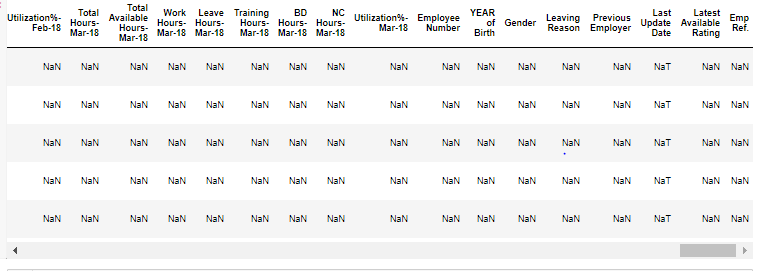 Utilization%-Feb-18 Total Hours-Mar-18 Total Available Hours-Mar-18 Work Hours-Mar-18 Leave Hours-Mar-18 Training Hours-Mar-18 BD Hours-Mar-18 NC Hours-Mar-18 Utilization%-Mar-18 Employee Number YEAR of Birth Gender Leaving Reason Previous Employer Last Update Date Latest Available Rating Emp Ref.
NaN NaN NaN NaN NaN NaN NaN NaN NaN NaN NaN NaN NaN NaN NaT NaN NaN
NaN NaN NaN NaN NaN NaN NaN NaN NaN NaN NaN NaN NaN NaN NaT NaN NaN
NaN NaN NaN NaN NaN NaN NaN NaN NaN NaN NaN NaN NaN NaN NaT NaN NaN
NaN NaN NaN NaN NaN NaN NaN NaN NaN NaN NaN NaN NaN NaN NaT NaN NaN
NaN NaN NaN NaN NaN NaN NaN NaN NaN NaN NaN NaN NaN NaN NaT NaN NaN